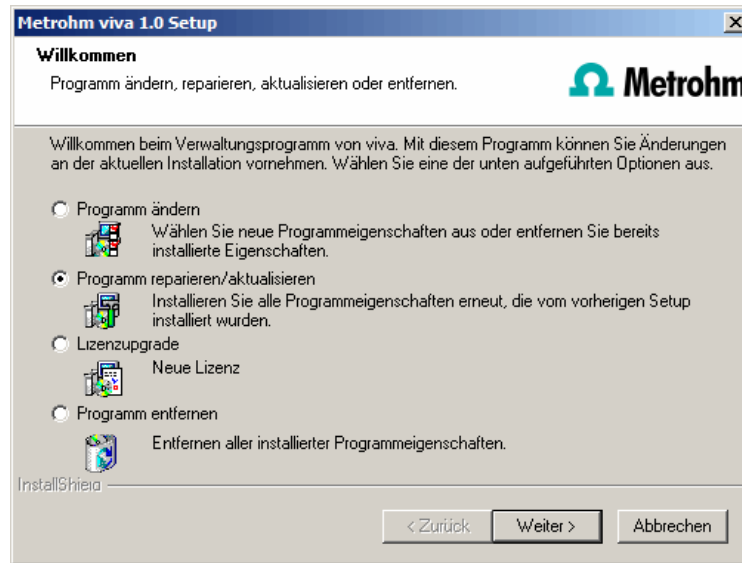 Metrohm viva 1.0 Setup
Willkommen
Programm ändern, reparieren, aktualisieren oder entfernen.
Metrohm
Willkommen beim Verwaltungsprogramm von viva. Mit diesem Programm können Sie Änderungen
an der aktuellen Installation vornehmen. Wählen Sie eine der unten aufgeführten Optionen aus.
Programm ändern
Wählen Sie neue Programmeigenschaften aus oder entfernen Sie bereits
installierte Eigenschaften.
Programm reparieren/aktualisieren
Installieren Sie alle Programmeigenschaften erneut, die vom vorherigen Setup
installiert wurden.
Lizenzupgrade
Neue Lizenz
Programm entfernen
Entfernen aller installierter Programmeigenschaften.
InstallShield
< Zurück Weiter > Abbrechen